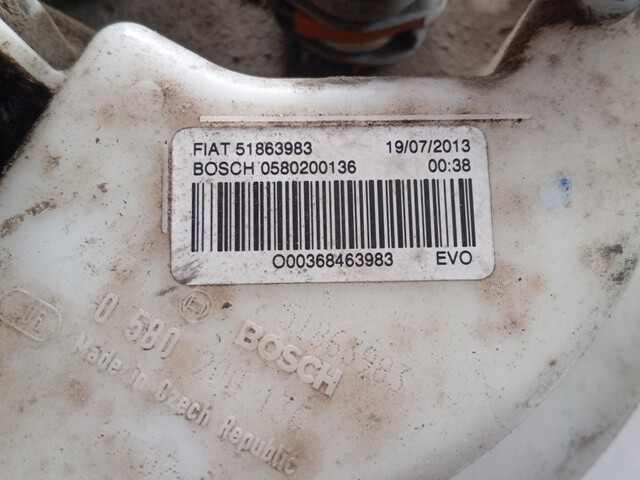 FIAT 51863983 19/07/2013
BOSCH 0580200136 00:38
O00368463983 EVO
0 580
BOSCH
Made in Czech Republic